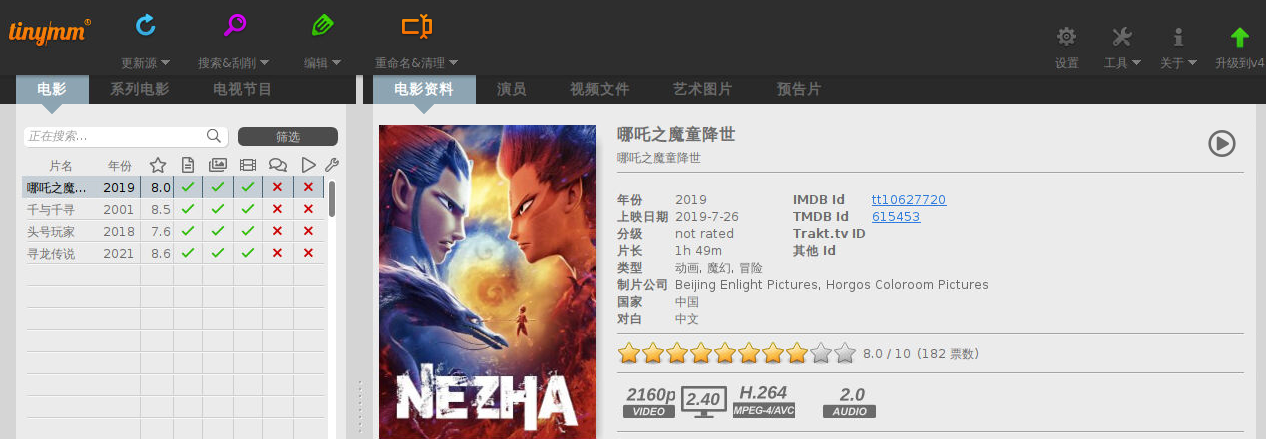 tinymm®
更新源 搜索&刮削 编辑 重命名&清理 设置 工具 关于 升级到v4
电影 系列电影 电视节目 电影资料 演员 视频文件 艺术图片 预告片
正在搜索... 筛选
片名 年份
哪吒之魔... 2019 8.0
千与千寻 2001 8.5
头号玩家 2018 7.6
寻龙传说 2021 8.6
NEZHA
哪吒之魔童降世
哪吒之魔童降世
年份 2019 IMDB Id tt10627720
上映日期 2019-7-26 TMDB Id 615453
分级 not rated Trakt.tv ID
片长 1h 49m 其他 Id
类型 动画, 魔幻, 冒险
制片公司 Beijing Enlight Pictures, Horgos Coloroom Pictures
国家 中国
对白 中文
8.0 / 10 (182 票数)
2160p 2.40 H.264 2.0
VIDEO MPEG-4/AVC AUDIO